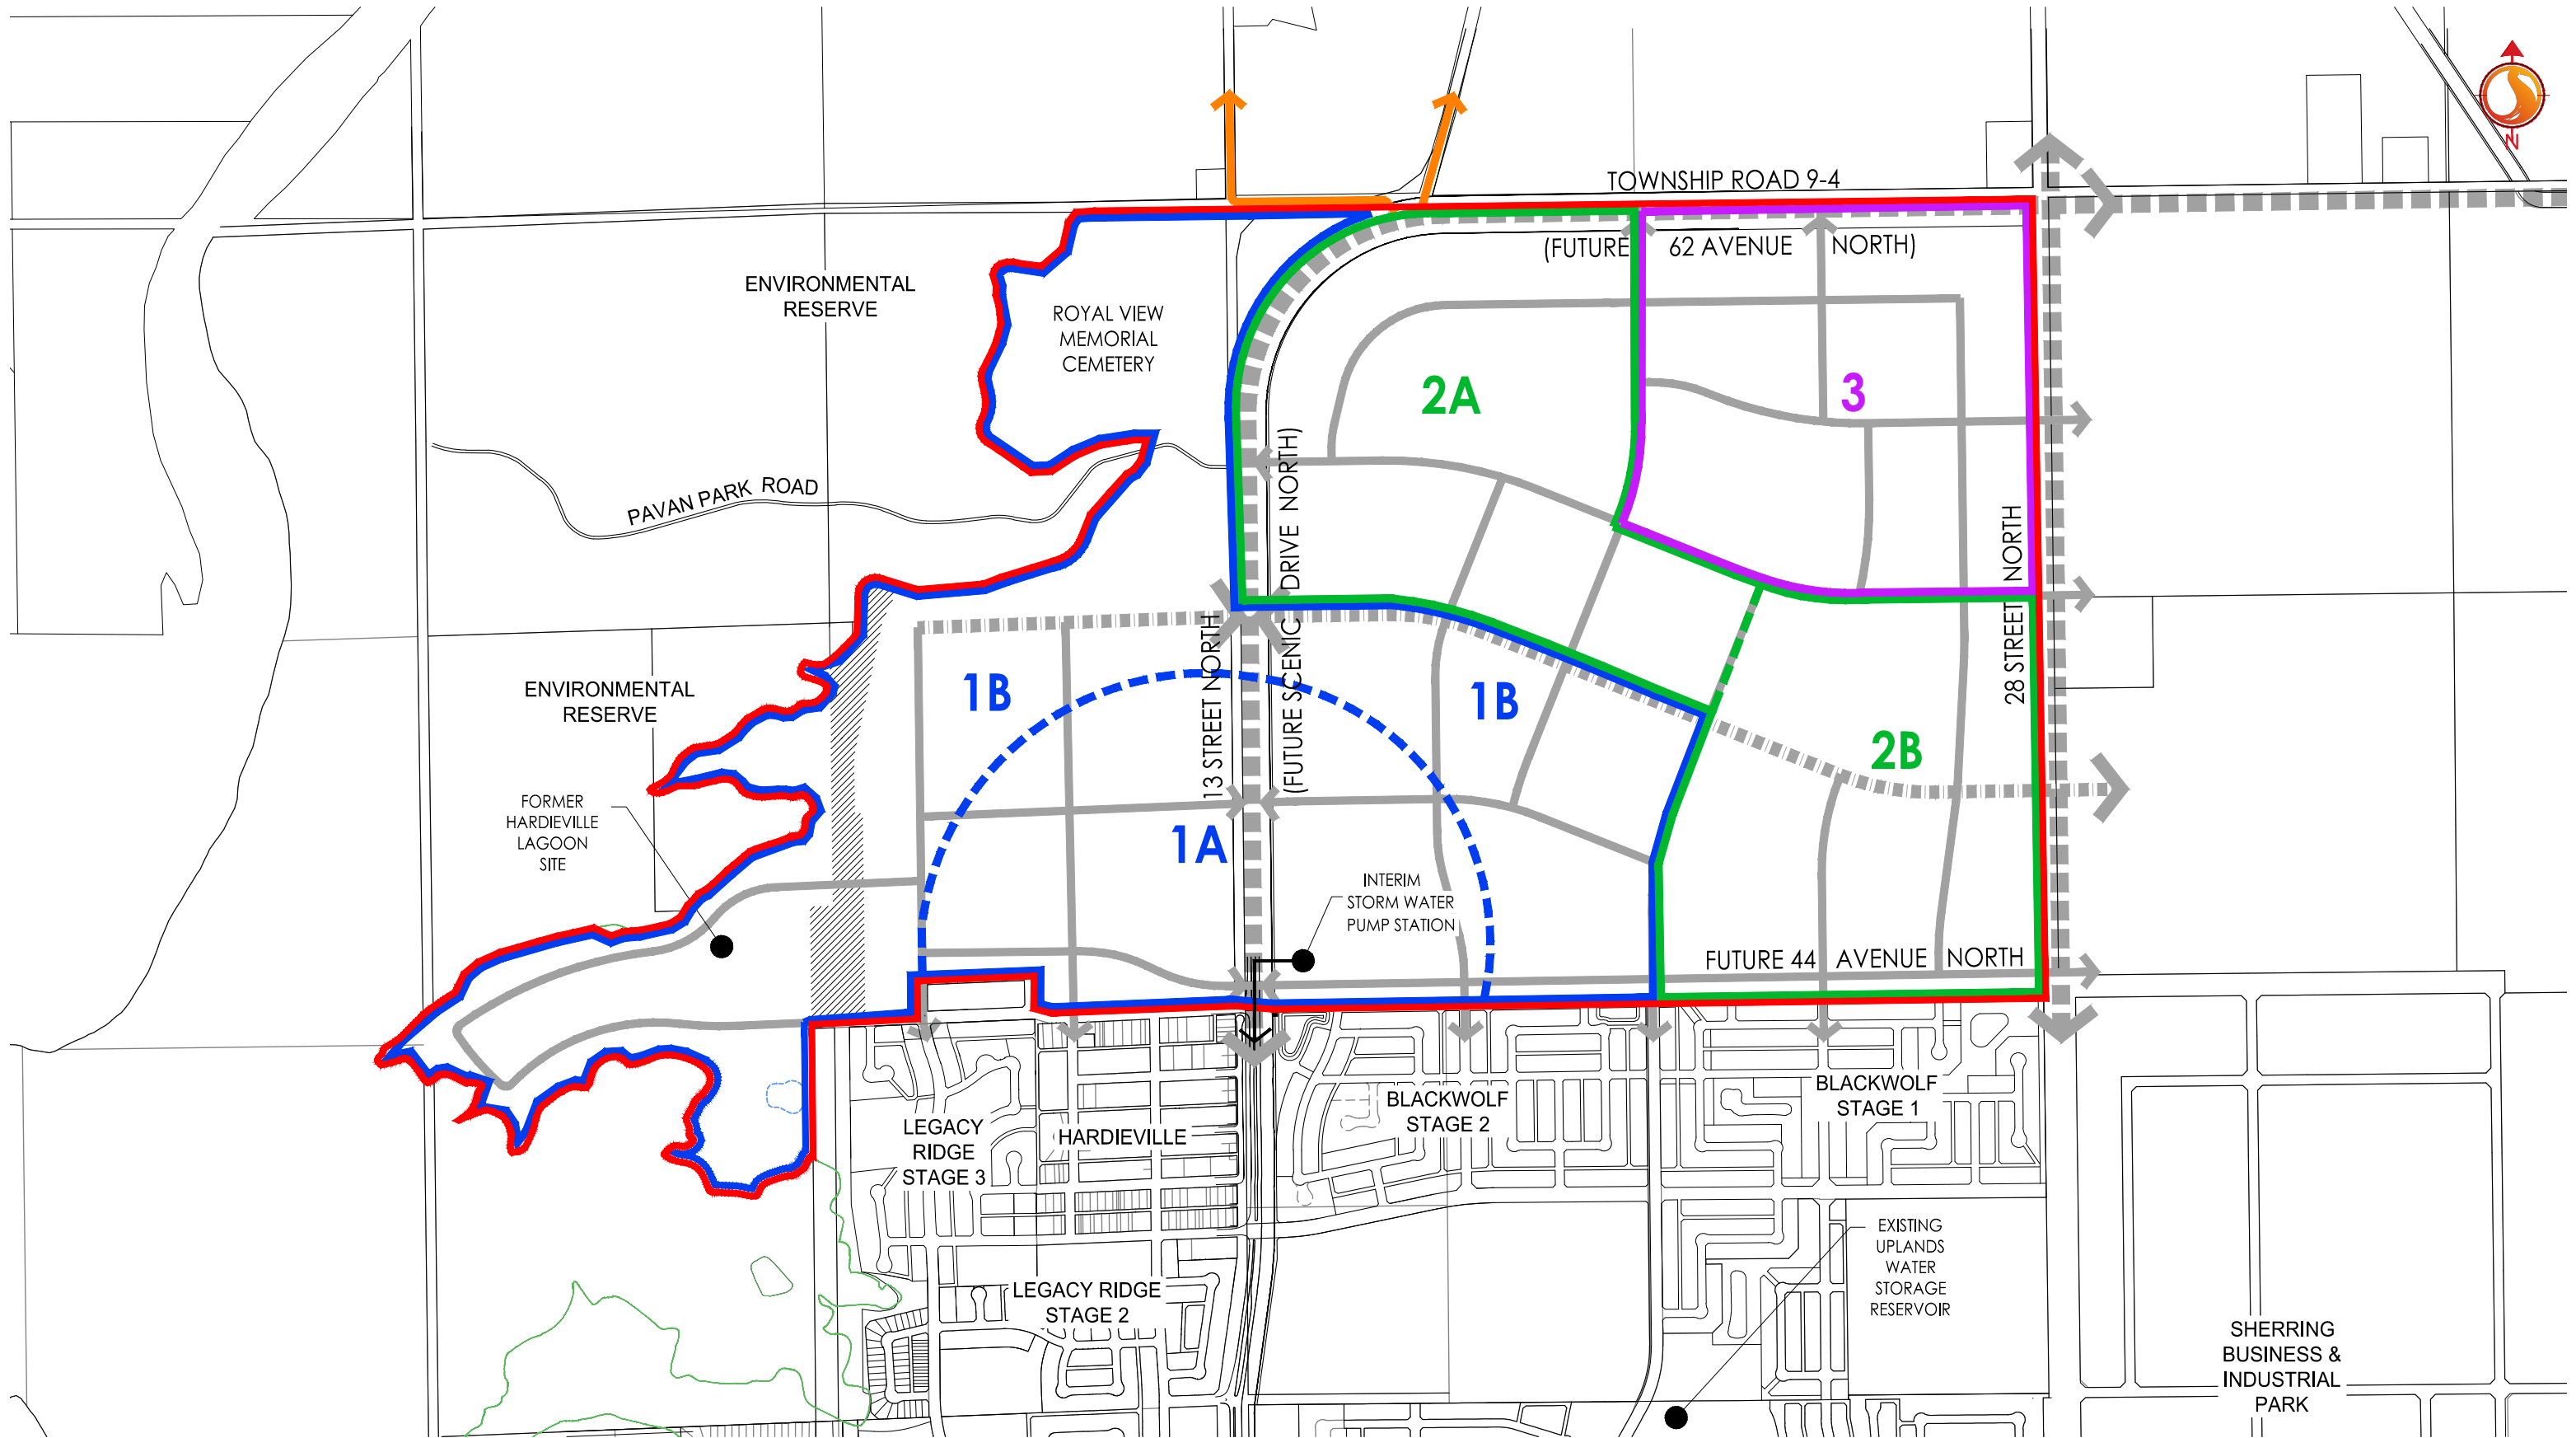 N
TOWNSHIP ROAD 9-4
(FUTURE 62 AVENUE NORTH)
ENVIRONMENTAL
RESERVE
ROYAL VIEW
MEMORIAL
CEMETERY
2A
3
PAVAN PARK ROAD
13 STREET NORTH
(FUTURE SCENIC DRIVE NORTH)
28 STREET NORTH
ENVIRONMENTAL
RESERVE
1B
1B
2B
FORMER
HARDIEVILLE
LAGOON
SITE
1A
INTERIM
STORM WATER
PUMP STATION
FUTURE 44 AVENUE NORTH
LEGACY
RIDGE
STAGE 3
HARDIEVILLE
BLACKWOLF
STAGE 2
BLACKWOLF
STAGE 1
LEGACY RIDGE
STAGE 2
EXISTING
UPLANDS
WATER
STORAGE
RESERVOIR
SHERRING
BUSINESS &
INDUSTRIAL
PARK